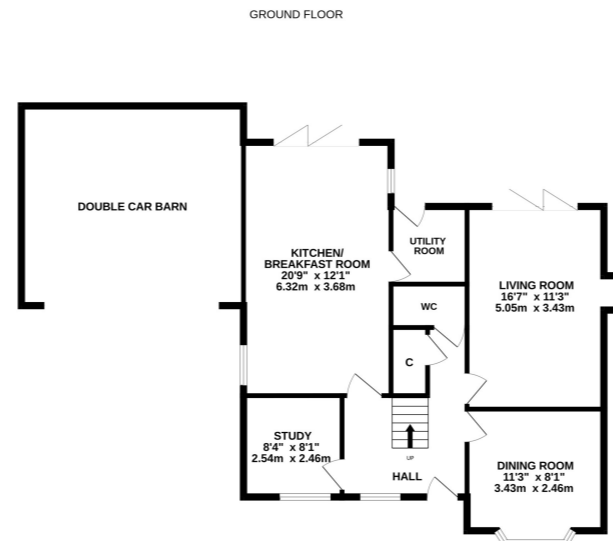 GROUND FLOOR
DOUBLE CAR BARN
KITCHEN/
BREAKFAST ROOM
20'9" x 12'1"
6.32m x 3.68m
UTILITY
ROOM
LIVING ROOM
16'7" x 11'3"
5.05m x 3.43m
WC
C
STUDY
8'4" x 8'1"
2.54m x 2.46m
UP
HALL
DINING ROOM
11'3" x 8'1"
3.43m x 2.46m